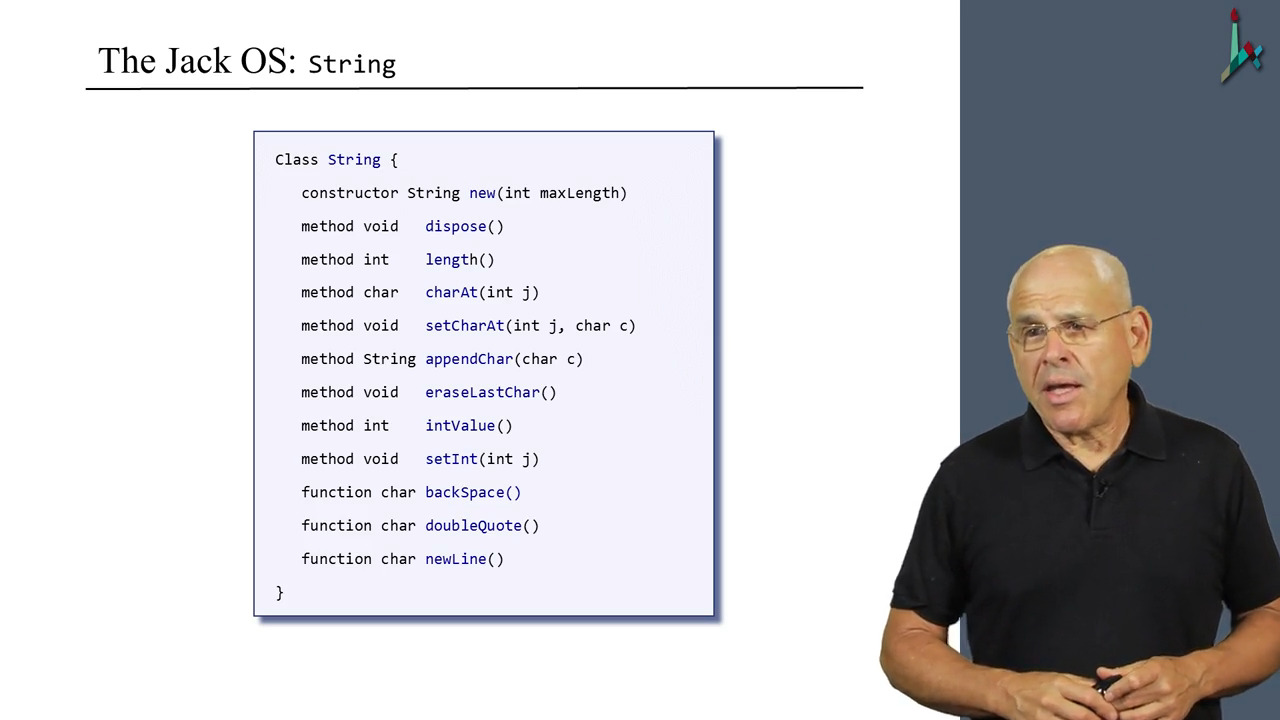 The Jack OS: String
Class String {
constructor String new(int maxLength)
method void dispose()
method int length()
method char charAt(int j)
method void setCharAt(int j, char c)
method String appendChar(char c)
method void eraseLastChar()
method int intValue()
method void setInt(int j)
function char backSpace()
function char doubleQuote()
function char newLine()
}